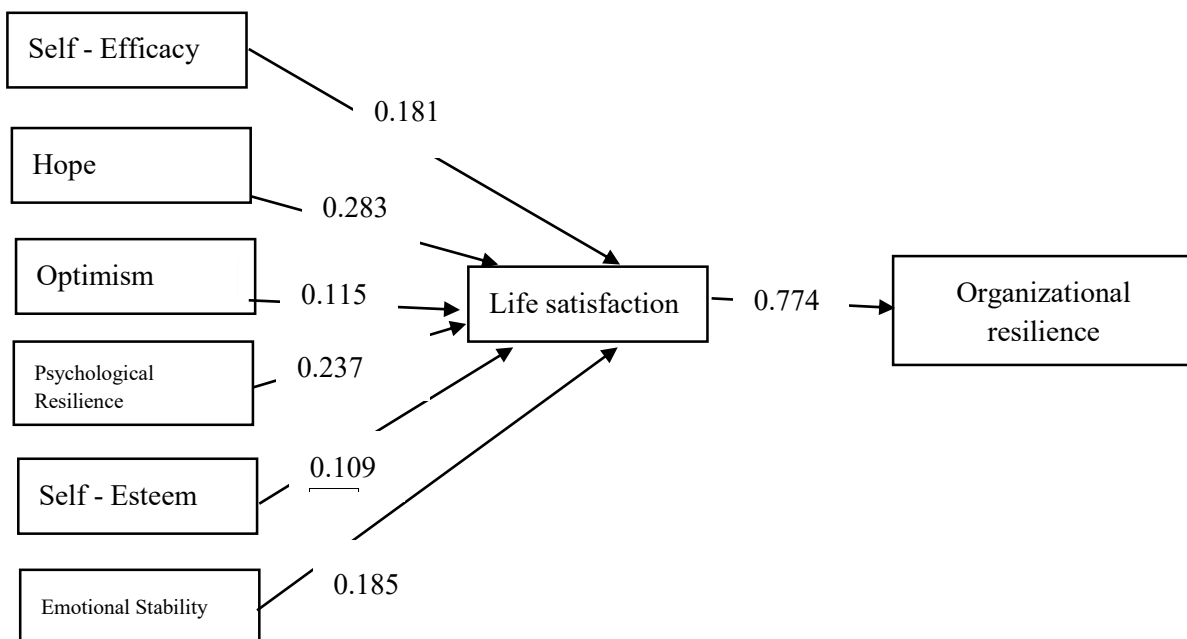 Self - Efficacy
0.181
Hope
0.283
Optimism
0.115
Psychological
Resilience
0.237
Self - Esteem
0.109
Emotional Stability
0.185
Life satisfaction
0.774
Organizational
resilience